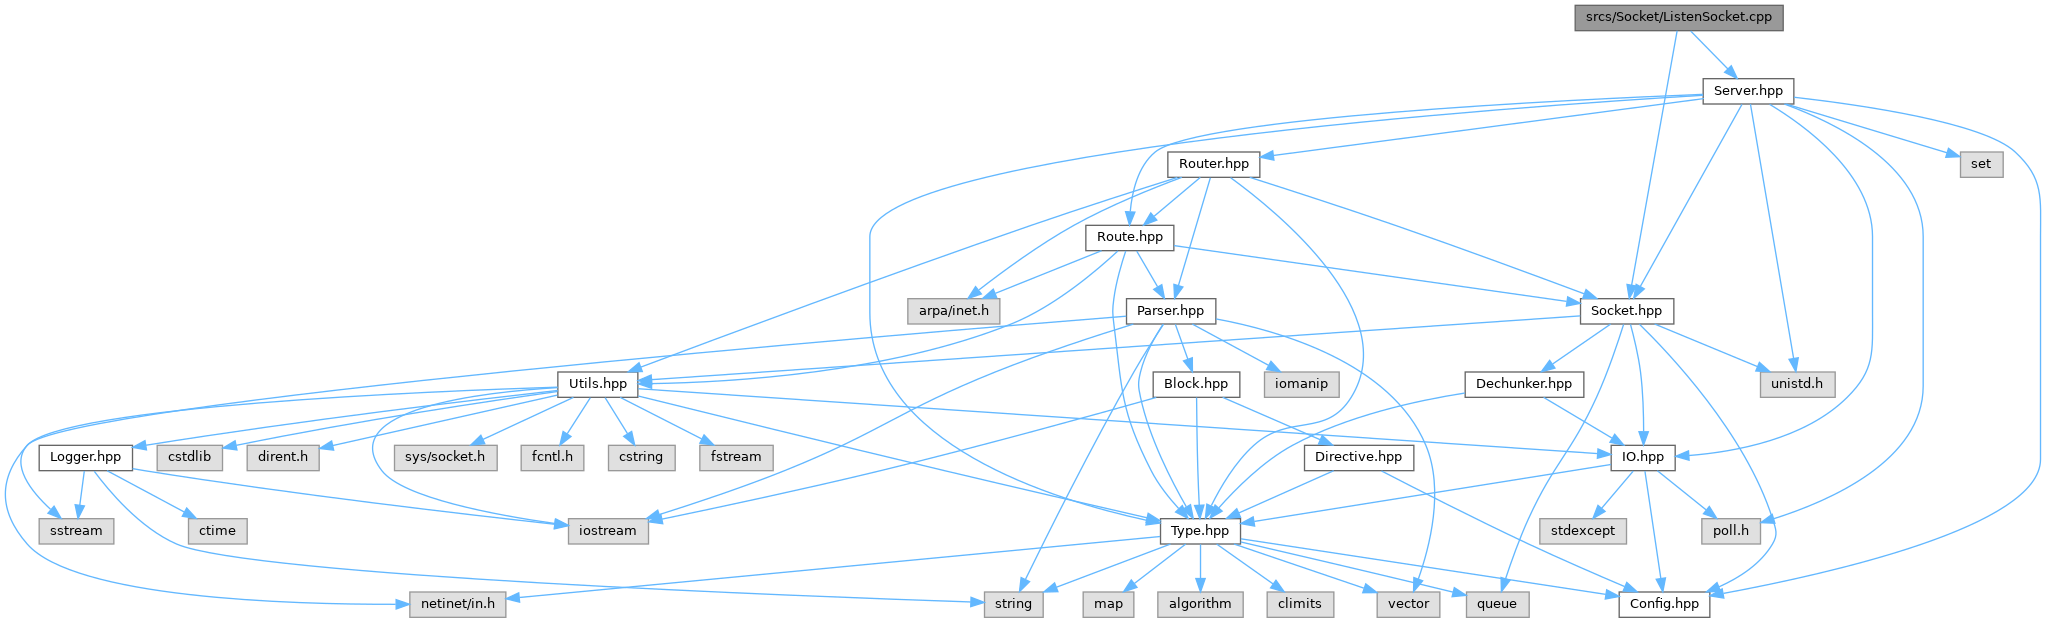 srcs/Socket/ListenSocket.cpp
Server.hpp
Router.hpp
set
Route.hpp
arpa/inet.h
Parser.hpp
Socket.hpp
Utils.hpp
Block.hpp
iomanip
Dechunker.hpp
unistd.h
Logger.hpp
cstdlib
dirent.h
sys/socket.h
fcntl.h
cstring
fstream
Directive.hpp
IO.hpp
sstream
ctime
iostream
Type.hpp
stdexcept
poll.h
netinet/in.h
string
map
algorithm
climits
vector
queue
Config.hpp